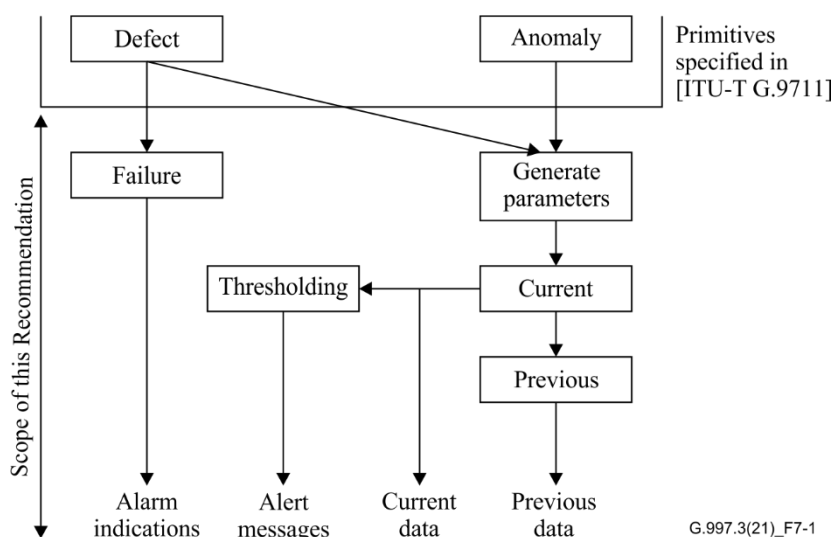 Defect
Anomaly
Primitives
specified in
[ITU-T G.9711]
Scope of this Recommendation
Failure
Generate
parameters
Thresholding
Current
Previous
Alarm
indications
Alert
messages
Current
data
Previous
data
G.997.3(21)_F7-1